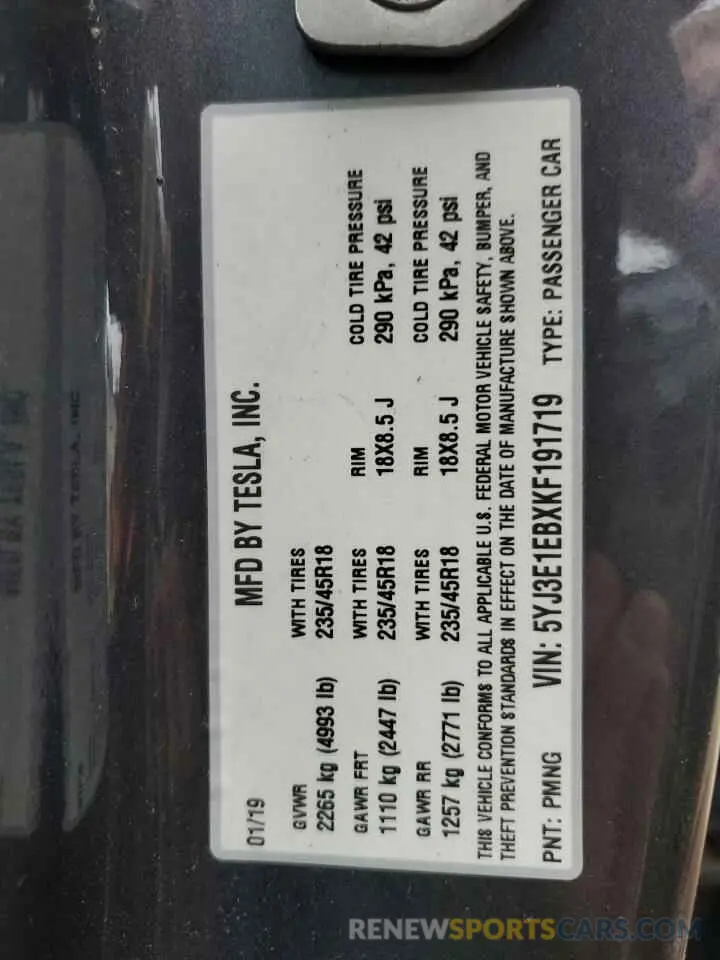 MFD BY TESLA, INC.
01/19
GVWR WITH TIRES
2265 kg (4993 lb) 235/45R18
GAWR FRT WITH TIRES RIM COLD TIRE PRESSURE
1110 kg (2447 lb) 235/45R18 18X8.5 J 290 kPa, 42 psi
GAWR RR WITH TIRES RIM COLD TIRE PRESSURE
1257 kg (2771 lb) 235/45R18 18X8.5 J 290 kPa, 42 psi
THIS VEHICLE CONFORMS TO ALL APPLICABLE U.S. FEDERAL MOTOR VEHICLE SAFETY, BUMPER, AND
THEFT PREVENTION STANDARDS IN EFFECT ON THE DATE OF MANUFACTURE SHOWN ABOVE.
PNT: PMNG VIN: 5YJ3E1EBXKF191719 TYPE: PASSENGER CAR
RENEWSPORTSCARS.COM